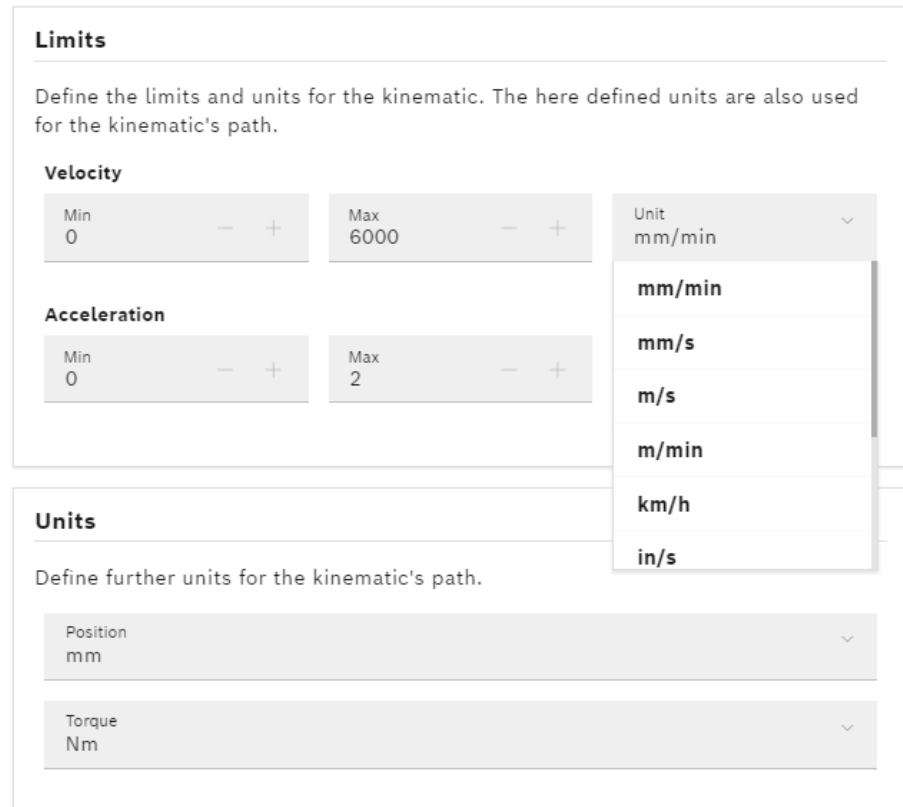 Limits
Define the limits and units for the kinematic. The here defined units are also used
for the kinematic's path.
Velocity
Min
0
Max
6000
Unit
mm/min
mm/min
mm/s
m/s
m/min
km/h
in/s
Acceleration
Min
0
Max
2
Units
Define further units for the kinematic's path.
Position
mm
Torque
Nm